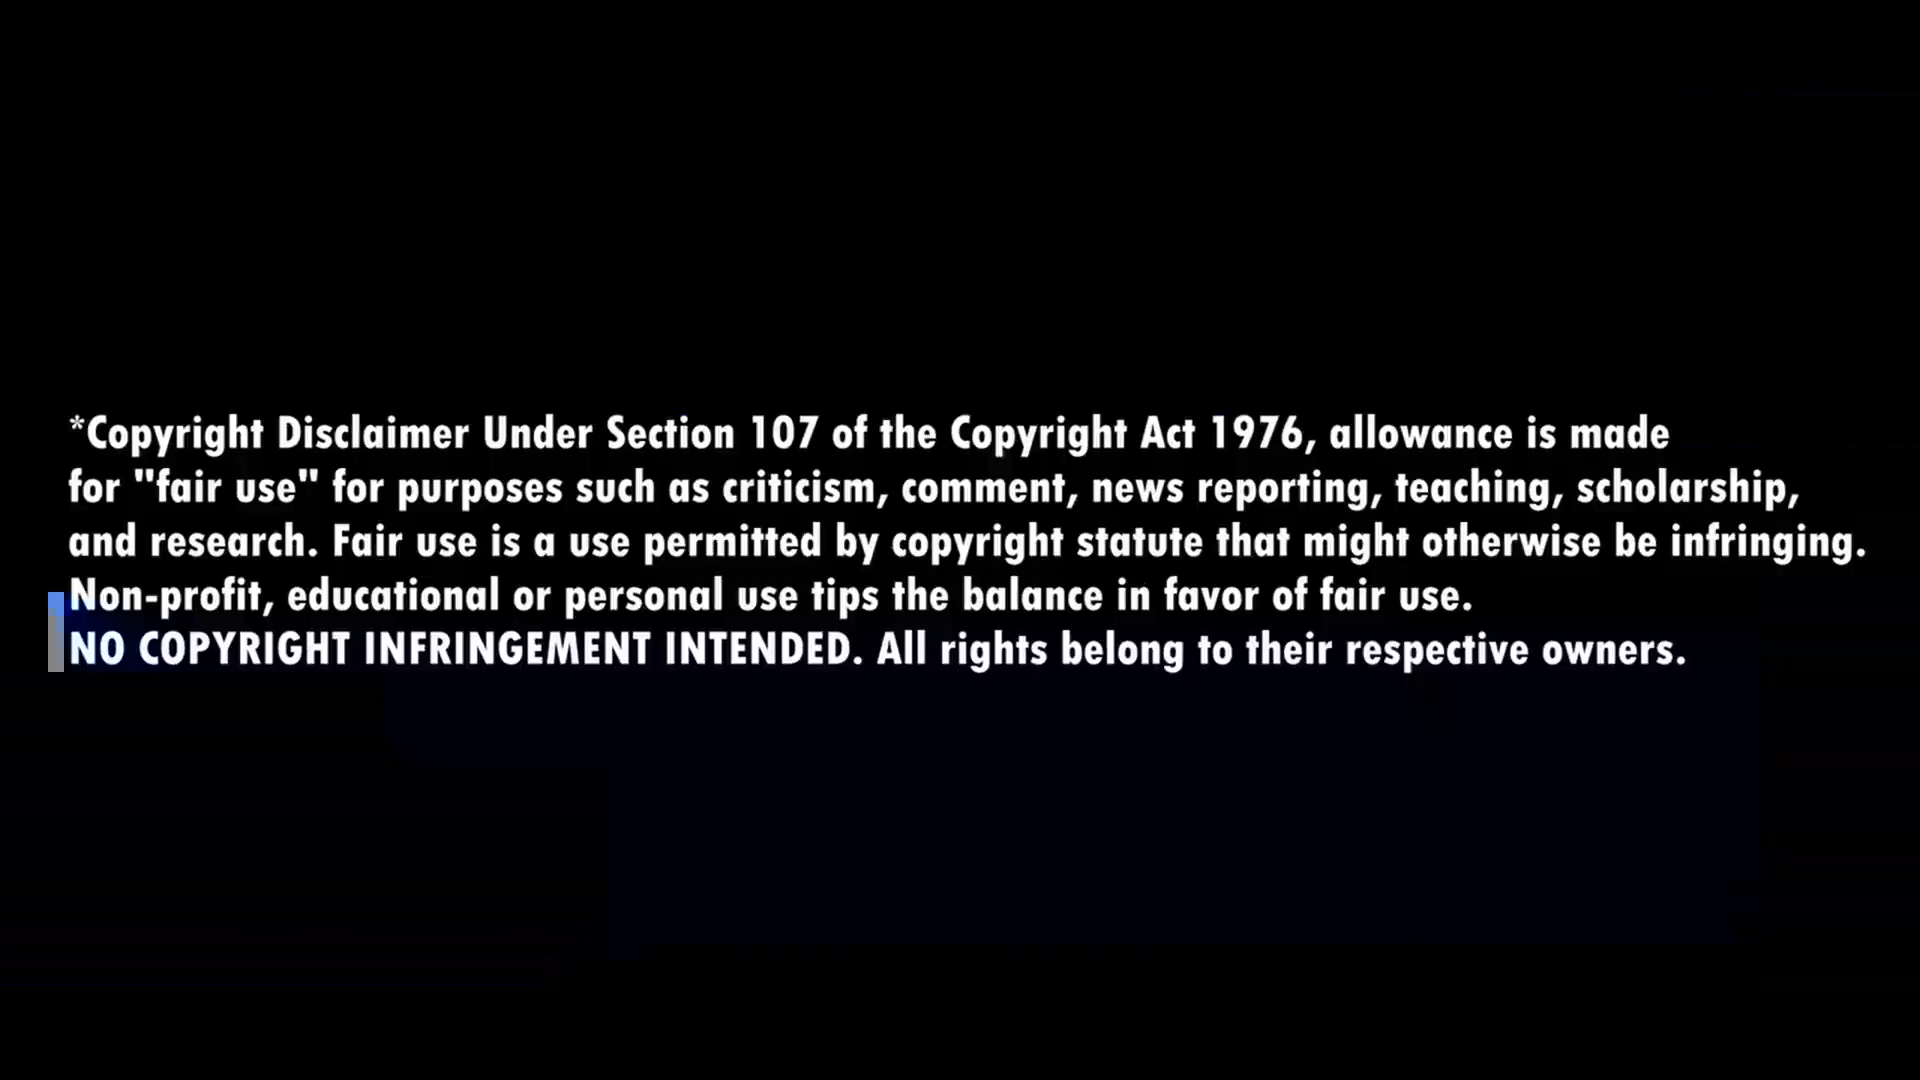 *Copyright Disclaimer Under Section 107 of the Copyright Act 1976, allowance is made
for "fair use" for purposes such as criticism, comment, news reporting, teaching, scholarship,
and research. Fair use is a use permitted by copyright statute that might otherwise be infringing.
Non-profit, educational or personal use tips the balance in favor of fair use.
NO COPYRIGHT INFRINGEMENT INTENDED. All rights belong to their respective owners.